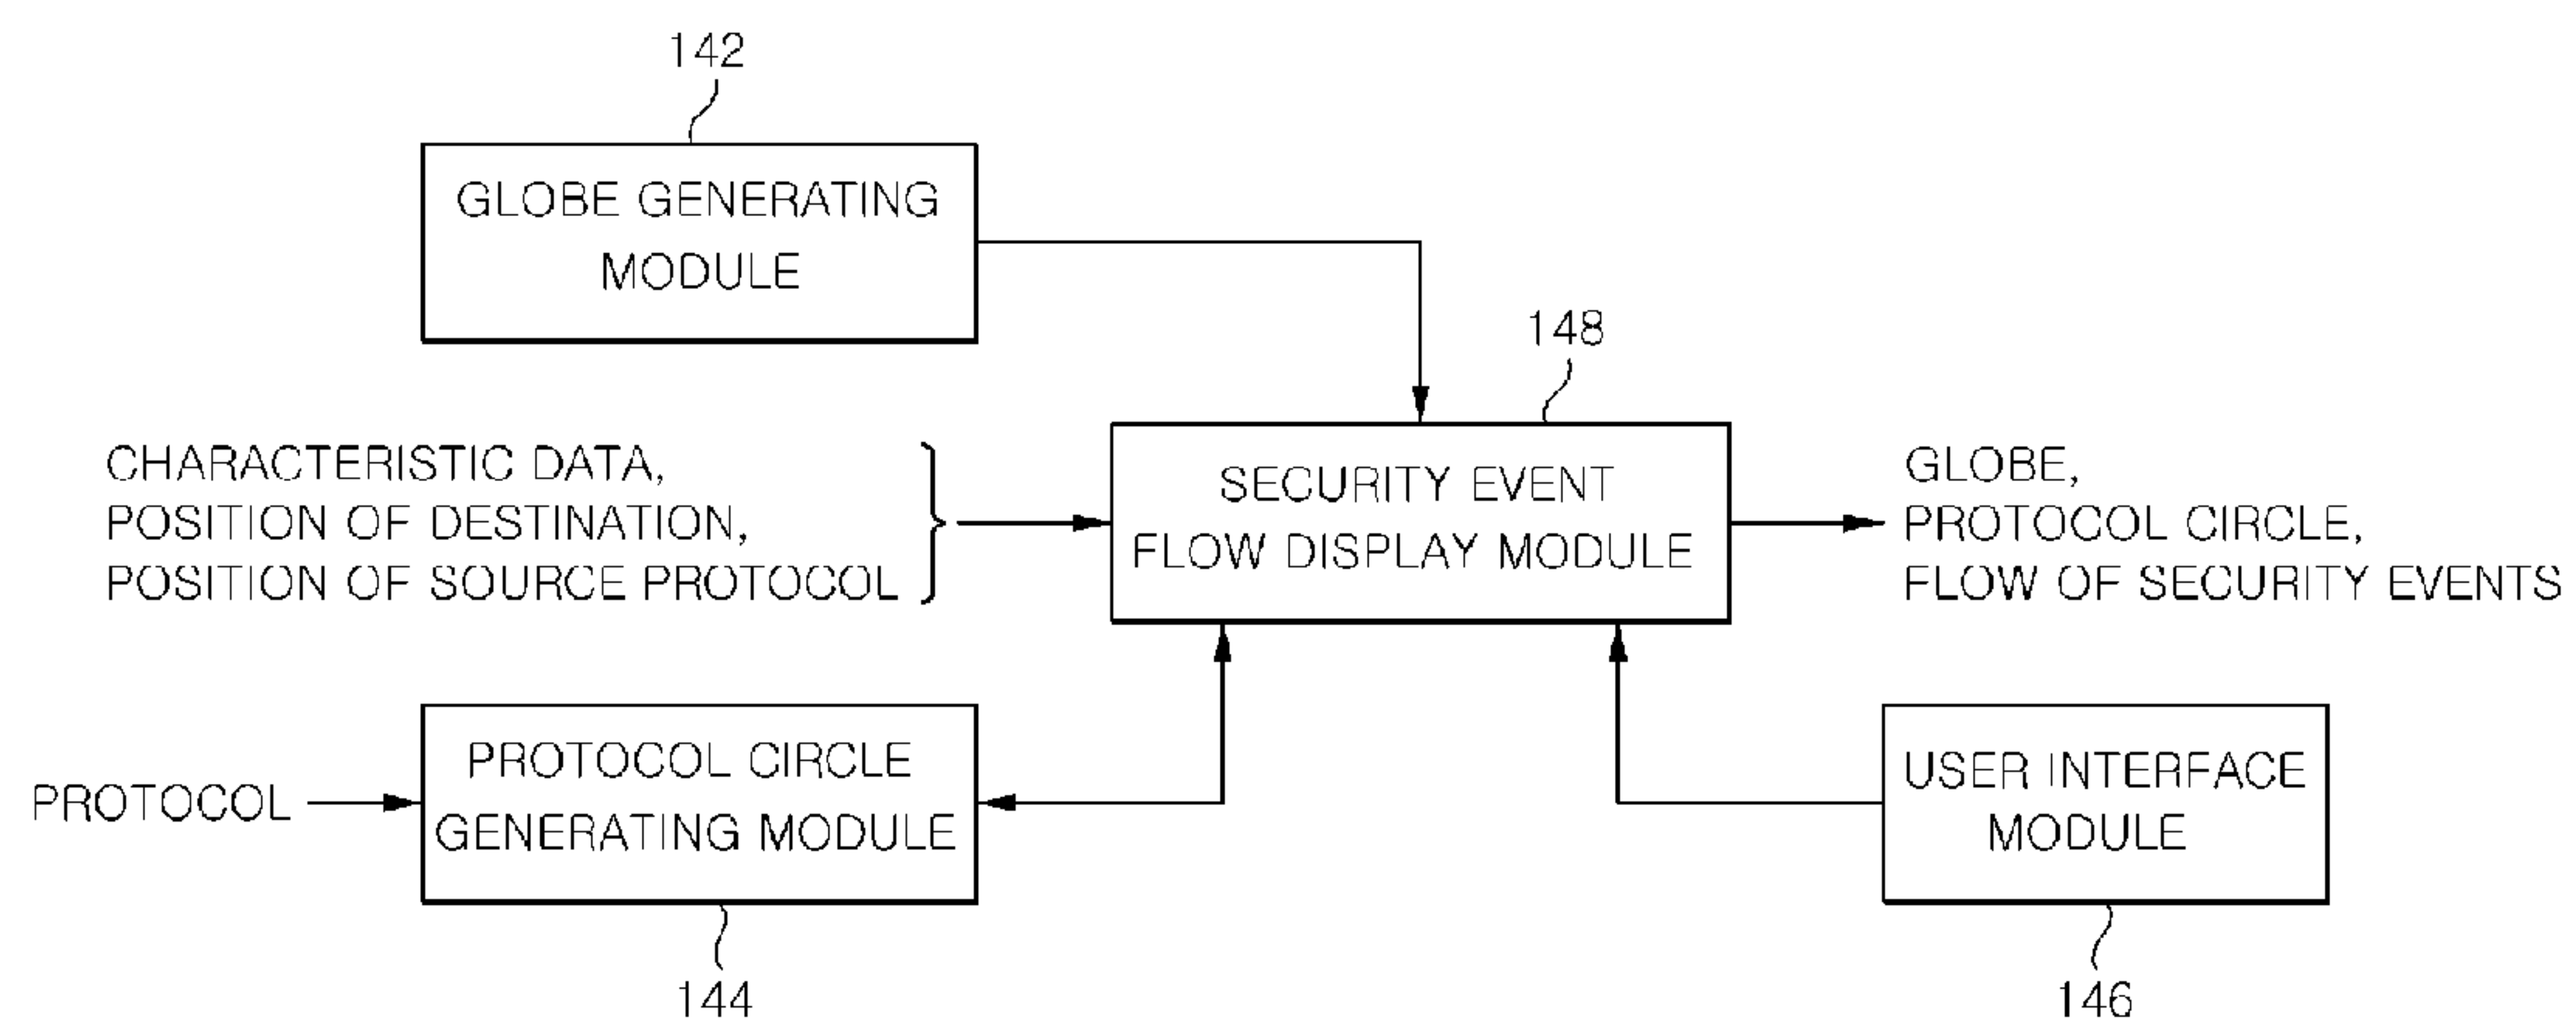 142
GLOBE GENERATING
MODULE
148
CHARACTERISTIC DATA,
POSITION OF DESTINATION,
POSITION OF SOURCE PROTOCOL
SECURITY EVENT
FLOW DISPLAY MODULE
GLOBE,
PROTOCOL CIRCLE,
FLOW OF SECURITY EVENTS
PROTOCOL
PROTOCOL CIRCLE
GENERATING MODULE
USER INTERFACE
MODULE
144
146